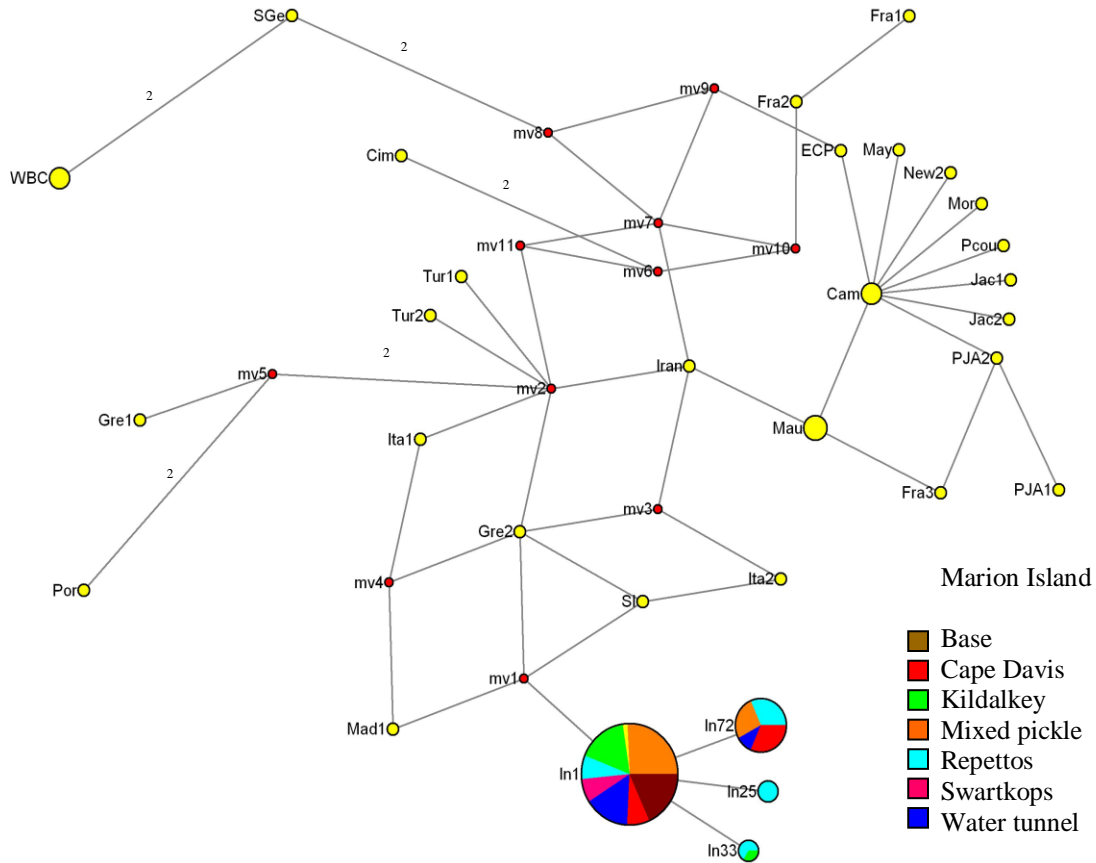 SGe
Fra1
2
2
mv9
Fra2
mv8
Cim
ECP
May
New2
WBC
2
Mor
mv7
mv11
mv10
Pcou
mv6
Tur1
Jac1
Cam
Tur2
Jac2
2
PJA2
Iran
mv5
mv2
Gre1
Mau
Ita1
2
Fra3
PJA1
mv3
Gre2
mv4
Ita2
Marion Island
Por
Sl
Base
Cape Davis
mv1
Kildalkey
Mad1
In72
Mixed pickle
Repettos
In1
In25
Swartkops
Water tunnel
In33